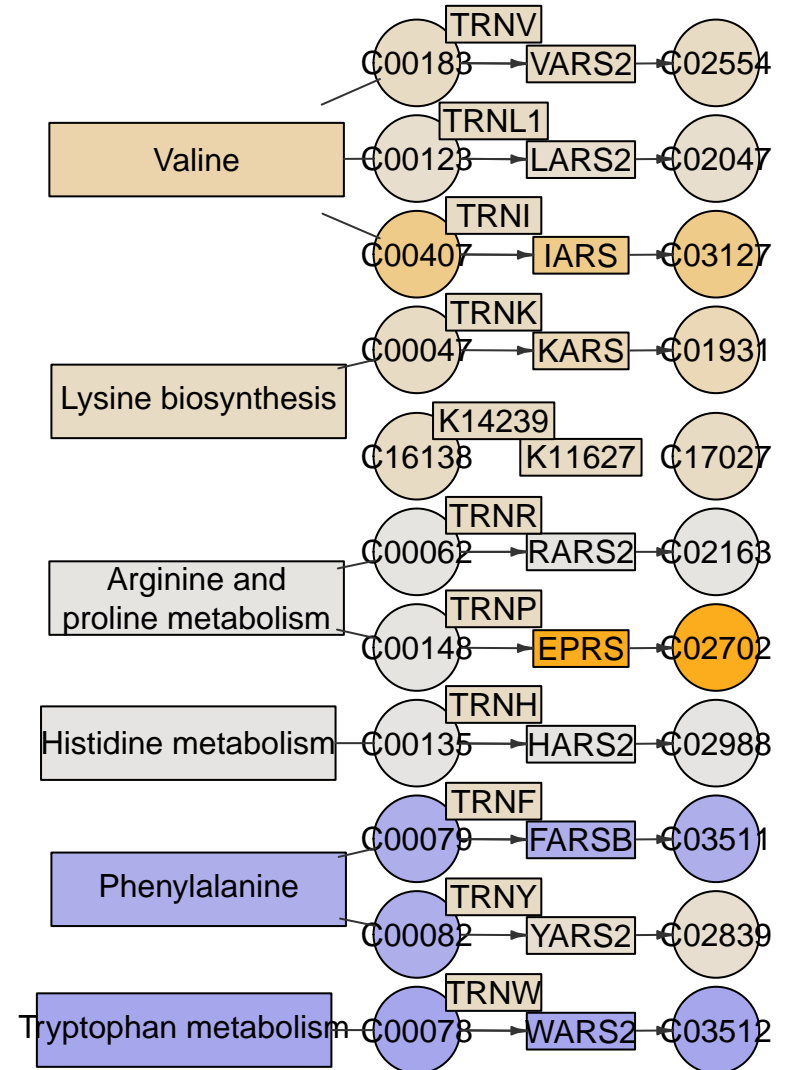 TRNV
C00183 VARS2 C02554
TRNL1
Valine C00123 LARS2 C02047
TRNI
C00407 IARS C03127
TRNK
C00047 KARS C01931
Lysine biosynthesis
K14239
C16138 K11627 C17027
TRNR
C00062 RARS2 C02163
Arginine and
proline metabolism
TRNP
C00148 EPRS C02702
TRNH
Histidine metabolism C00135 HARS2 C02988
TRNF
C00079 FARSB C03511
Phenylalanine
TRNY
C00082 YARS2 C02839
TRNW
Tryptophan metabolism C00078 WARS2 C03512